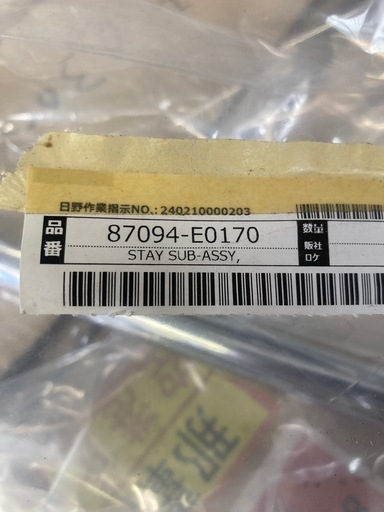 日野作業指示NO.: 240210000203
品番 87094-E0170 数量
STAY SUB-ASSY, 販社
ロケ